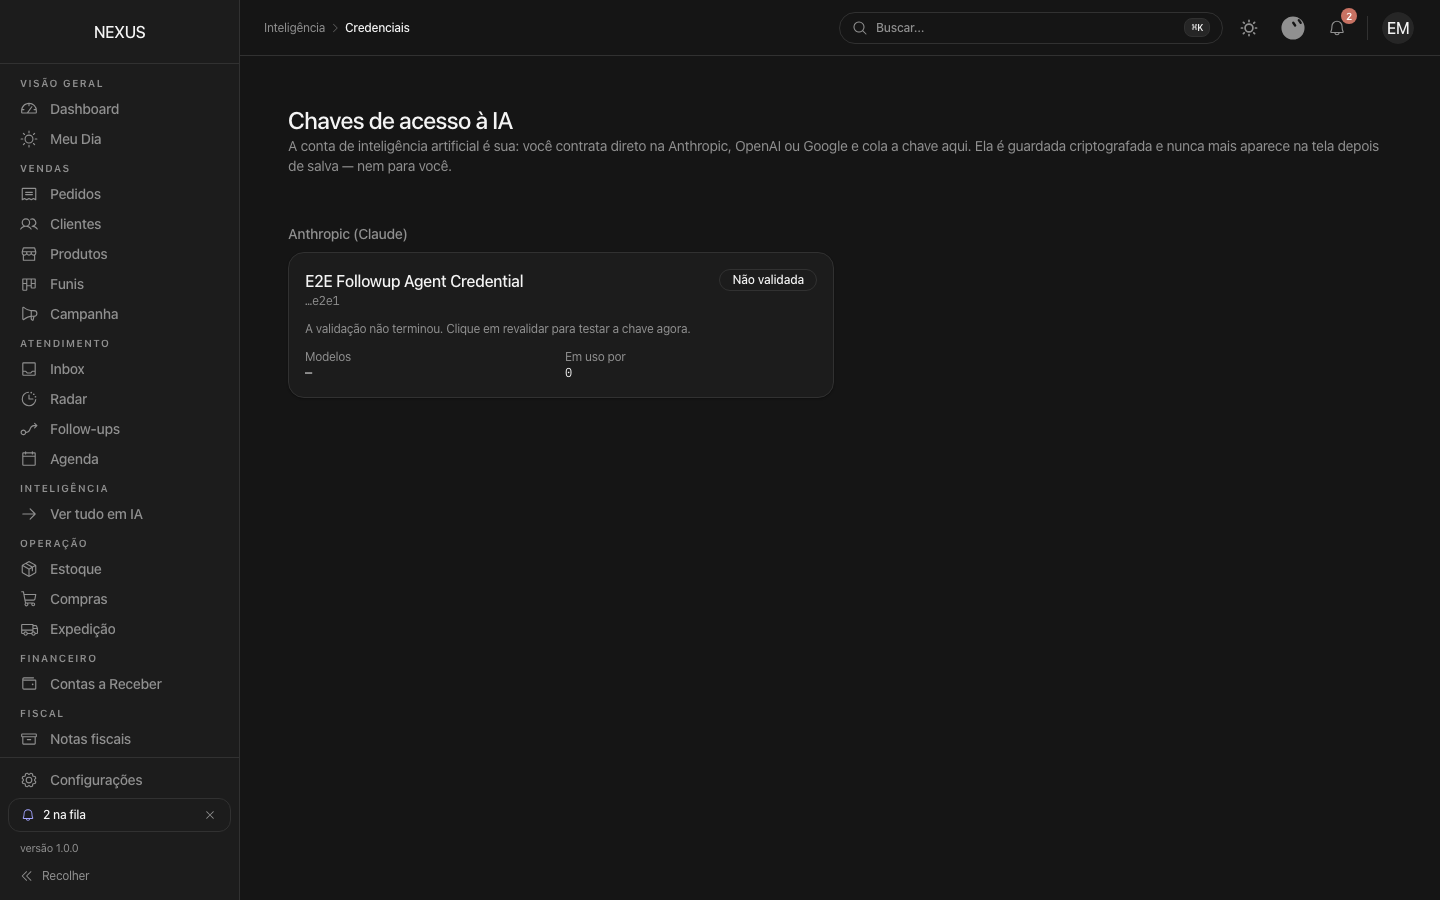 NEXUS
Inteligência > Credenciais
Buscar...
⌘K
2
EM
VISÃO GERAL
Dashboard
Meu Dia
VENDAS
Pedidos
Clientes
Produtos
Funis
Campanha
ATENDIMENTO
Inbox
Radar
Follow-ups
Agenda
INTELIGÊNCIA
Ver tudo em IA
OPERAÇÃO
Estoque
Compras
Expedição
FINANCEIRO
Contas a Receber
FISCAL
Notas fiscais
Configurações
2 na fila
versão 1.0.0
Recolher
Chaves de acesso à IA
A conta de inteligência artificial é sua: você contrata direto na Anthropic, OpenAI ou Google e cola a chave aqui. Ela é guardada criptografada e nunca mais aparece na tela depois
de salva — nem para você.
Anthropic (Claude)
E2E Followup Agent Credential
Não validada
…e2e1
A validação não terminou. Clique em revalidar para testar a chave agora.
Modelos
—
Em uso por
0